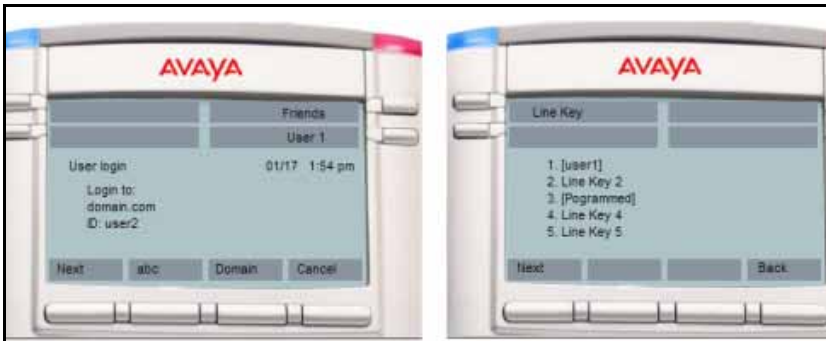 AVAYA
Friends
User 1
User login 01/17 1:54 pm
Login to:
domain.com
ID: user2
Next abc Domain Cancel
AVAYA
Line Key
1. [user1]
2. Line Key 2
3. [Pogrammed]
4. Line Key 4
5. Line Key 5
Next Back